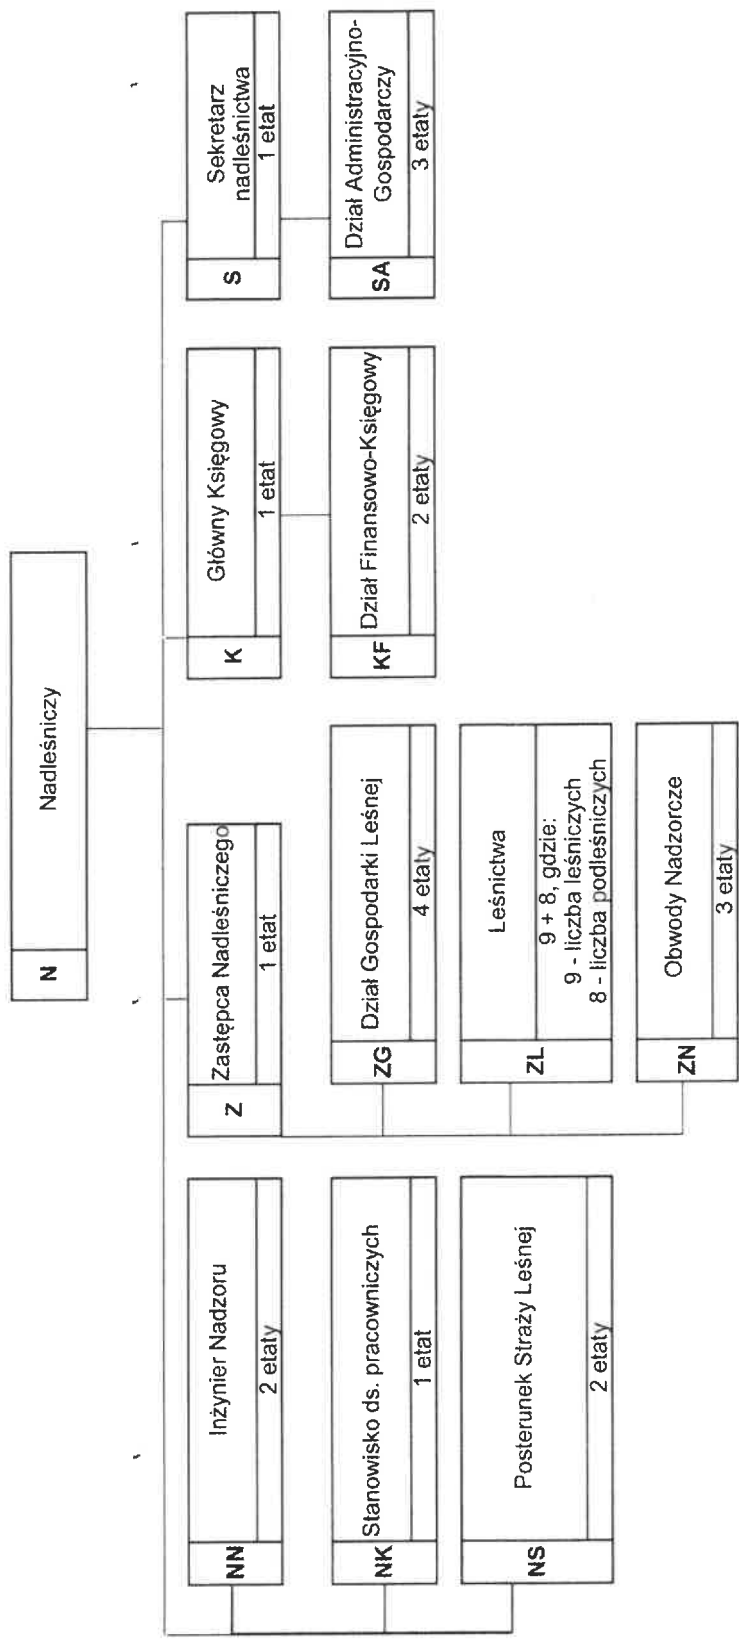 N
Nadleśniczy
NN
Inżynier Nadzoru
2 etaty
NK
Stanowisko ds. pracowniczych
1 etat
NS
Posterunek Straży Leśnej
2 etaty
Z
Zastępca Nadleśniczego
1 etat
ZG
Dział Gospodarki Leśnej
4 etaty
ZL
Leśnictwa
9 + 8, gdzie:
9 - liczba leśniczych
8 - liczba podleśniczych
ZN
Obwody Nadzorcze
3 etaty
K
Główny Księgowy
1 etat
KF
Dział Finansowo-Księgowy
2 etaty
S
Sekretarz
nadleśnictwa
1 etat
SA
Dział Administracyjno-
Gospodarczy
3 etaty